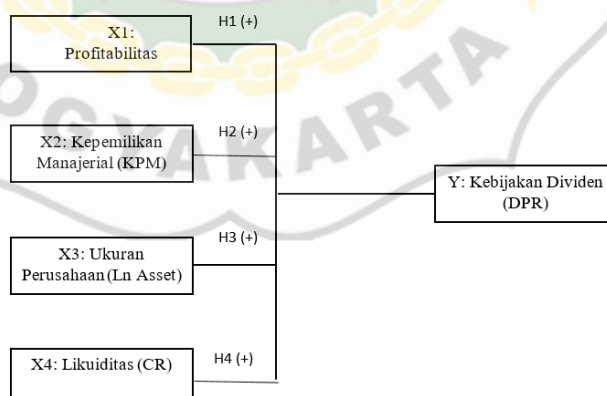 X1:
Profitabilitas
H1 (+)
X2: Kepemilikan
Manajerial (KPM)
H2 (+)
X3: Ukuran
Perusahaan (Ln Asset)
H3 (+)
X4: Likuiditas (CR)
H4 (+)
Y: Kebijakan Dividen
(DPR)
OGYAKARTA